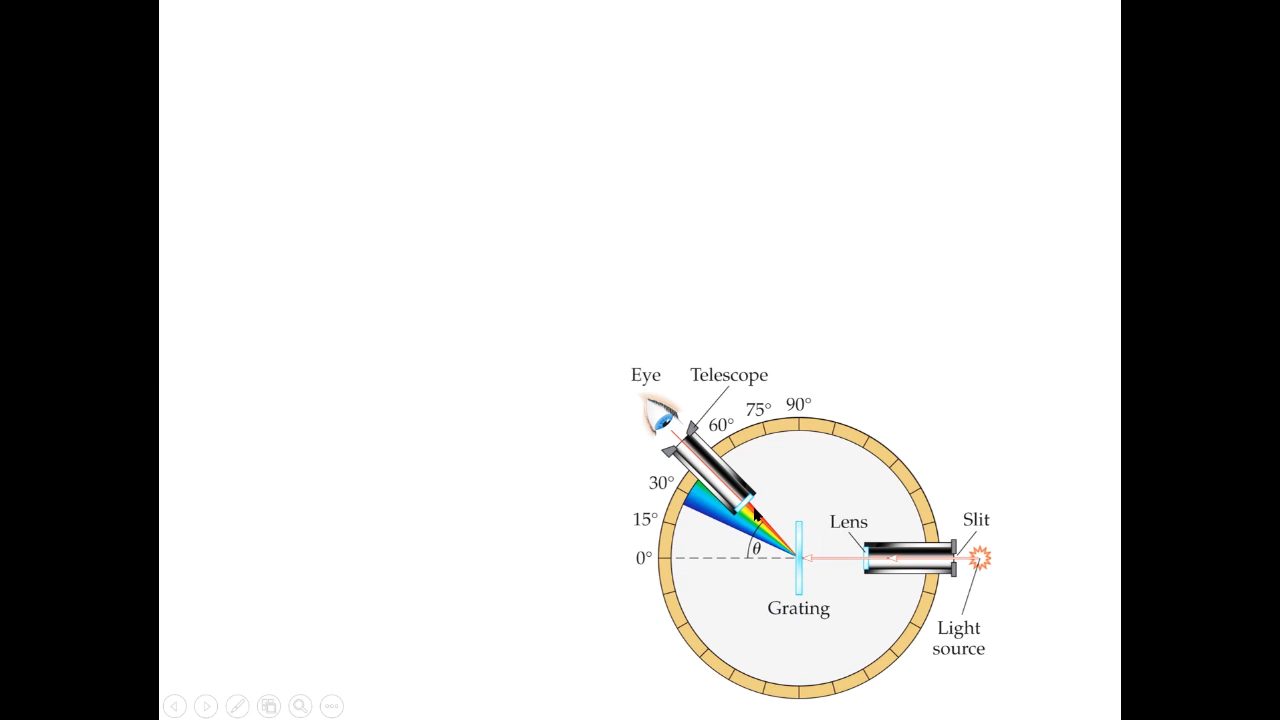 Eye
Telescope
90°
75°
60°
30°
15°
0°
θ
Lens
Slit
Grating
Light
source